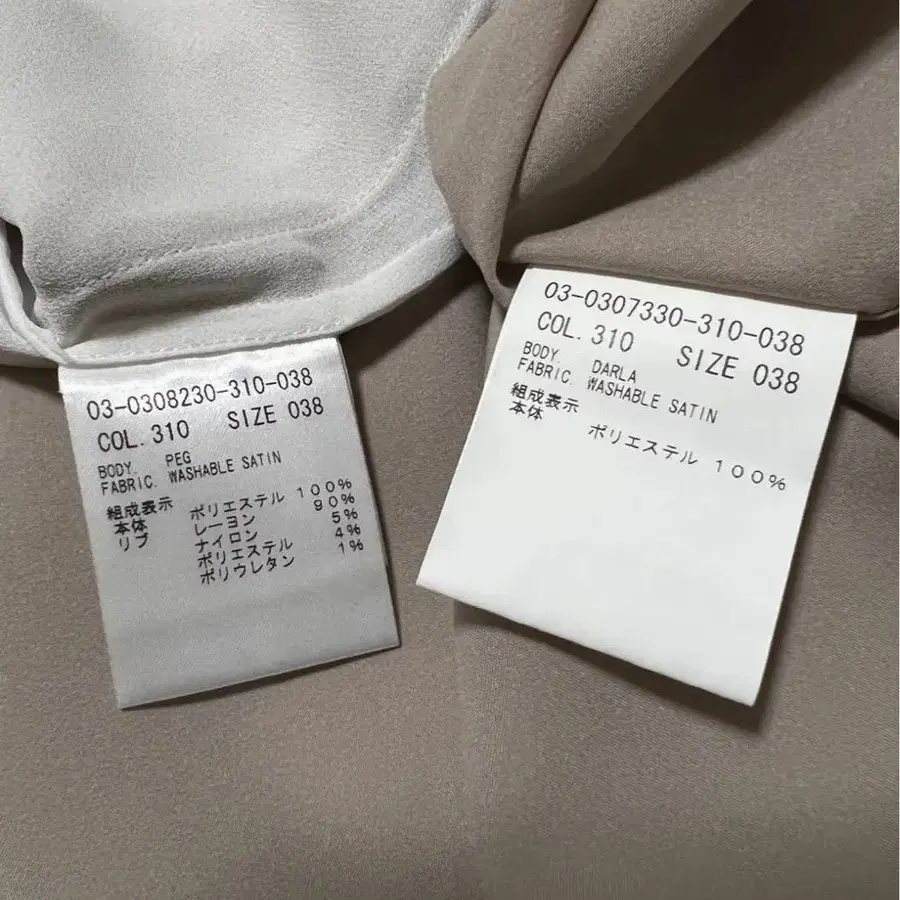 03-0308230-310-038
COL. 310 SIZE 038
BODY. PEG
FABRIC. WASHABLE SATIN
組成表示
本体 ポリエステル 100%
リブ レーヨン 90%
ナイロン 5%
ポリエステル 4%
ポリウレタン 1%
03-0307330-310-038
COL. 310 SIZE 038
BODY. DARLA
FABRIC. WASHABLE SATIN
組成表示
本体 ポリエステル 100%